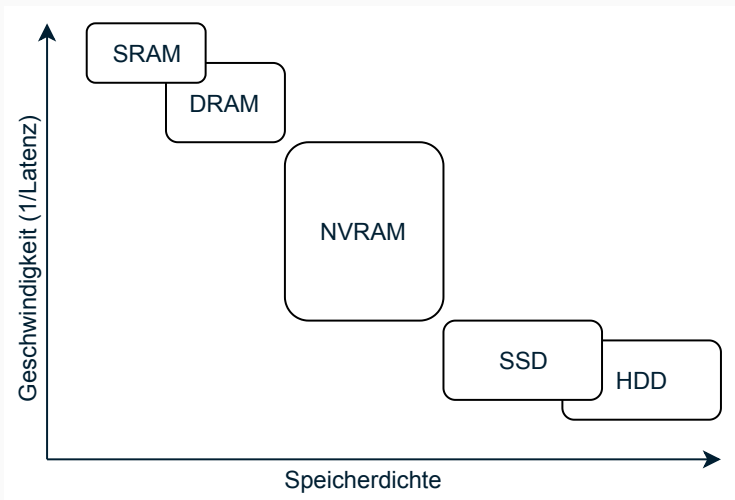 SRAM
DRAM
NVRAM
SSD
HDD
Geschwindigkeit (1/Latenz)
Speicherdichte